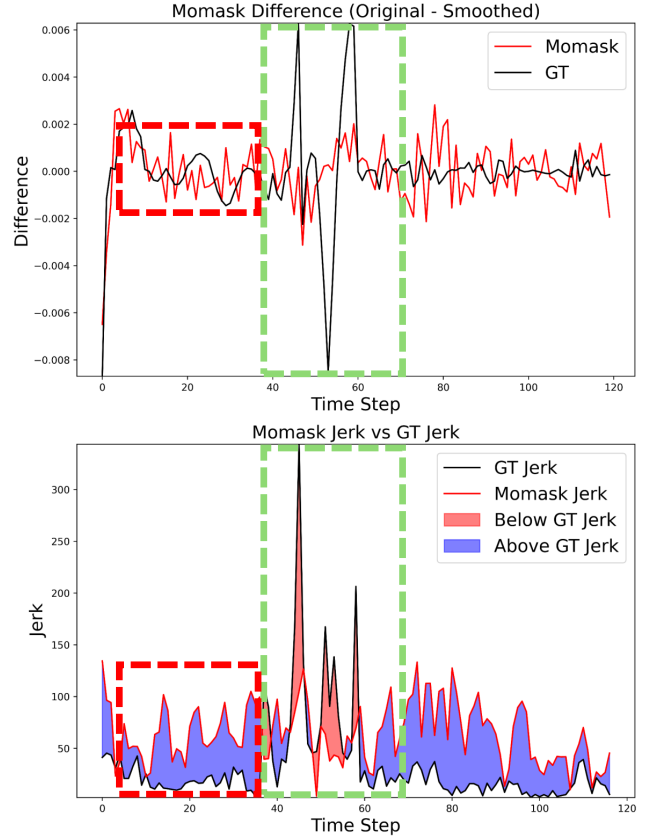 Momask Difference (Original - Smoothed)
0.006
0.004
0.002
0.000
−0.002
−0.004
−0.006
−0.008
Difference
Momask
GT
0
20
40
60
80
100
120
Time Step
Momask Jerk vs GT Jerk
300
250
200
150
100
50
Jerk
GT Jerk
Momask Jerk
Below GT Jerk
Above GT Jerk
0
20
40
60
80
100
120
Time Step